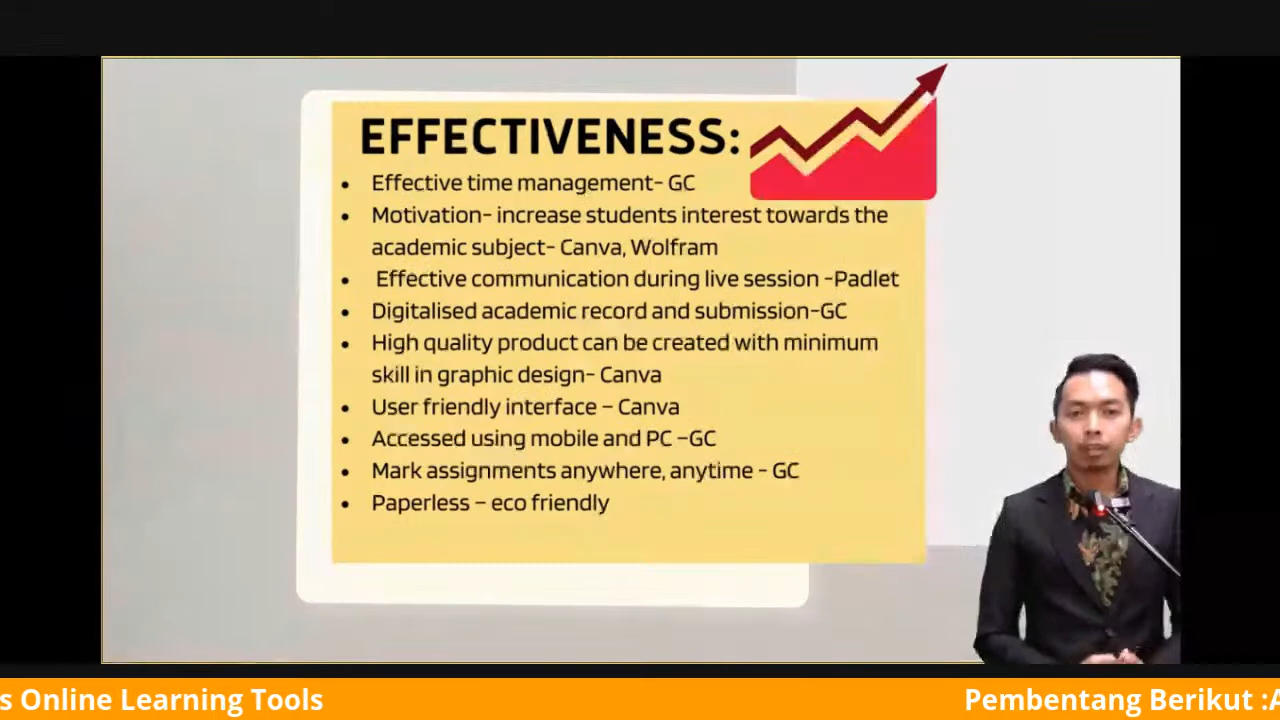 EFFECTIVENESS:
• Effective time management- GC
• Motivation- increase students interest towards the
academic subject- Canva, Wolfram
• Effective communication during live session -Padlet
• Digitalised academic record and submission-GC
• High quality product can be created with minimum
skill in graphic design- Canva
• User friendly interface – Canva
• Accessed using mobile and PC –GC
• Mark assignments anywhere, anytime - GC
• Paperless – eco friendly
s Online Learning Tools
Pembentang Berikut :A